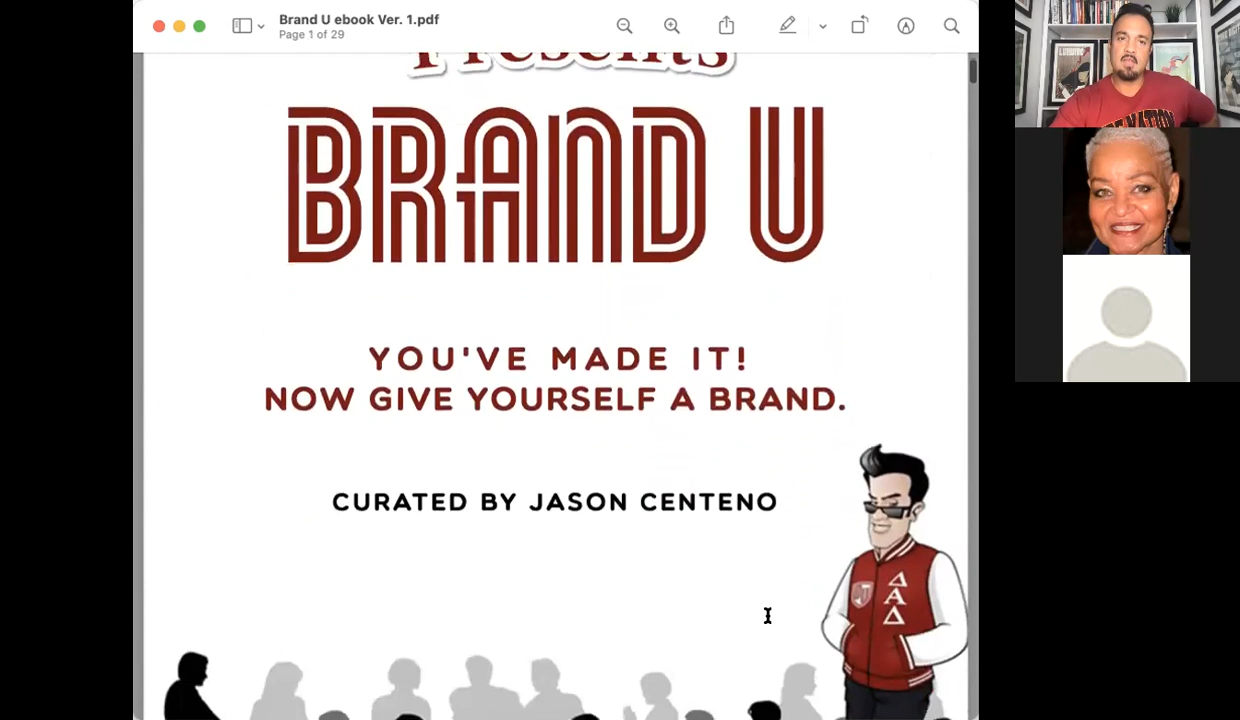 Brand U ebook Ver. 1.pdf
Page 1 of 29
Presents
BRAND U
YOU'VE MADE IT!
NOW GIVE YOURSELF A BRAND.
CURATED BY JASON CENTENO
Δ
Α
Δ